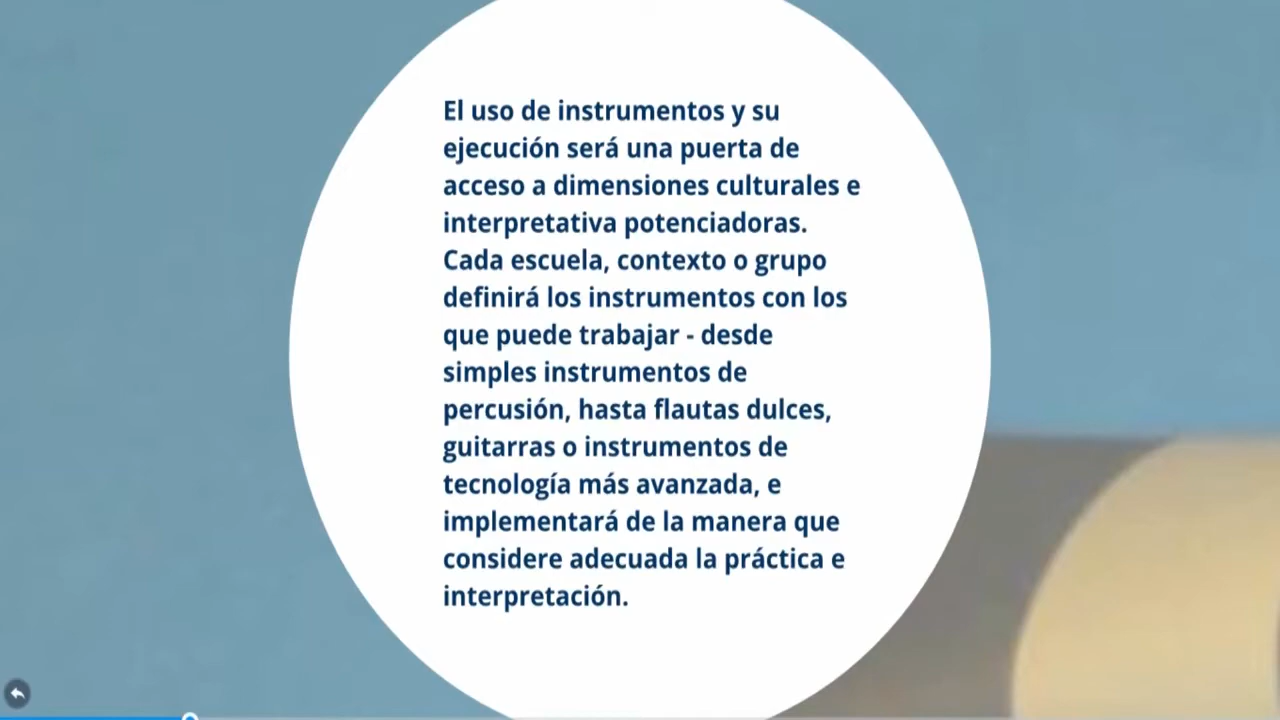 El uso de instrumentos y su
ejecución será una puerta de
acceso a dimensiones culturales e
interpretativa potenciadoras.
Cada escuela, contexto o grupo
definirá los instrumentos con los
que puede trabajar - desde
simples instrumentos de
percusión, hasta flautas dulces,
guitarras o instrumentos de
tecnología más avanzada, e
implementará de la manera que
considere adecuada la práctica e
interpretación.